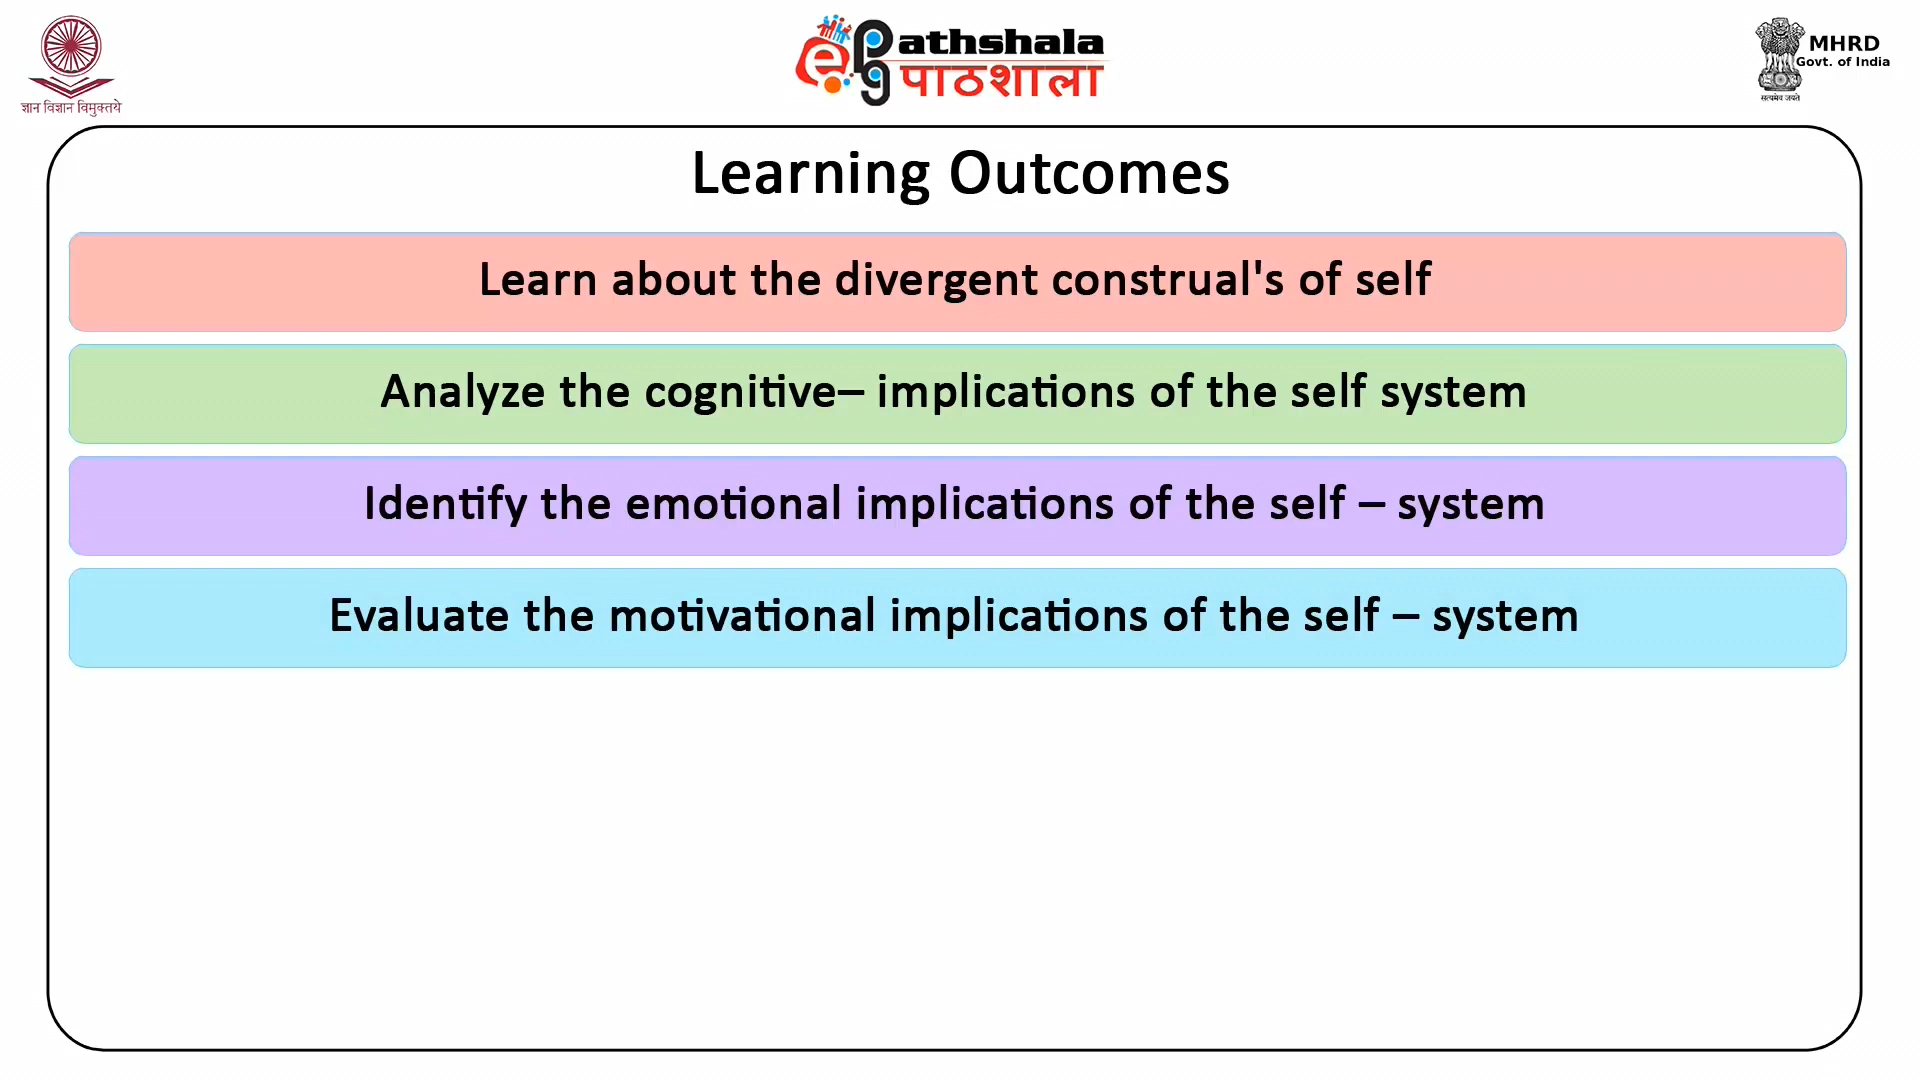 ज्ञान विज्ञान विमुक्तये
ePg Pathshala
पाठशाला
MHRD
Govt. of India
सत्यमेव जयते
Learning Outcomes
Learn about the divergent construal's of self
Analyze the cognitive– implications of the self system
Identify the emotional implications of the self – system
Evaluate the motivational implications of the self – system